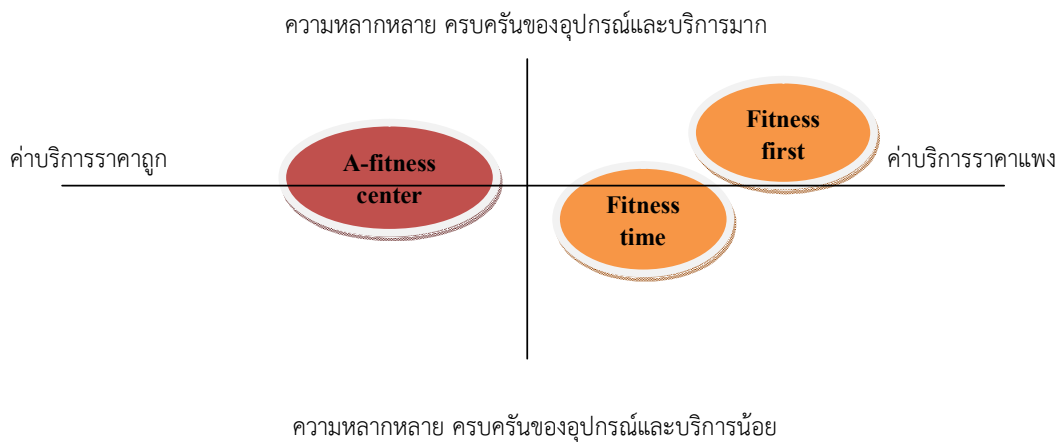 ความหลากหลาย ครบครันของอุปกรณ์และบริการมาก
Fitness
first
ค่าบริการราคาถูก
A-fitness
center
ค่าบริการราคาแพง
Fitness
time
ความหลากหลาย ครบครันของอุปกรณ์และบริการน้อย